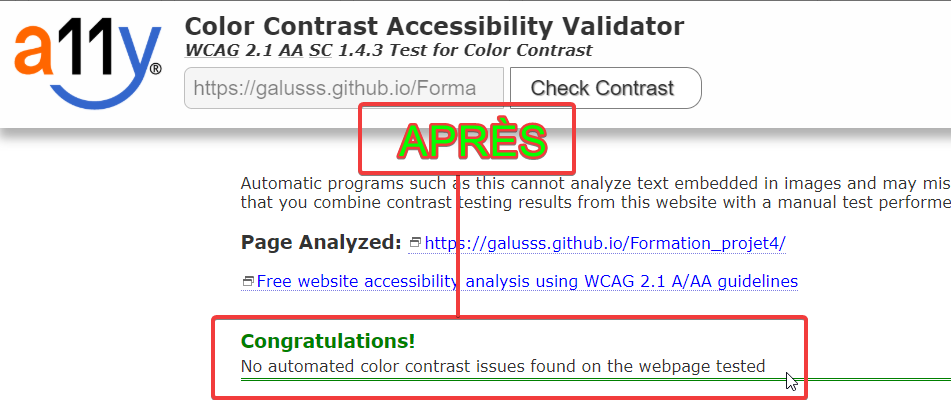 a11y®
Color Contrast Accessibility Validator
WCAG 2.1 AA SC 1.4.3 Test for Color Contrast
https://galusss.github.io/Forma
Check Contrast
APRÈS
Automatic programs such as this cannot analyze text embedded in images and may mis
that you combine contrast testing results from this website with a manual test performe
Page Analyzed: https://galusss.github.io/Formation_projet4/
Free website accessibility analysis using WCAG 2.1 A/AA guidelines
Congratulations!
No automated color contrast issues found on the webpage tested